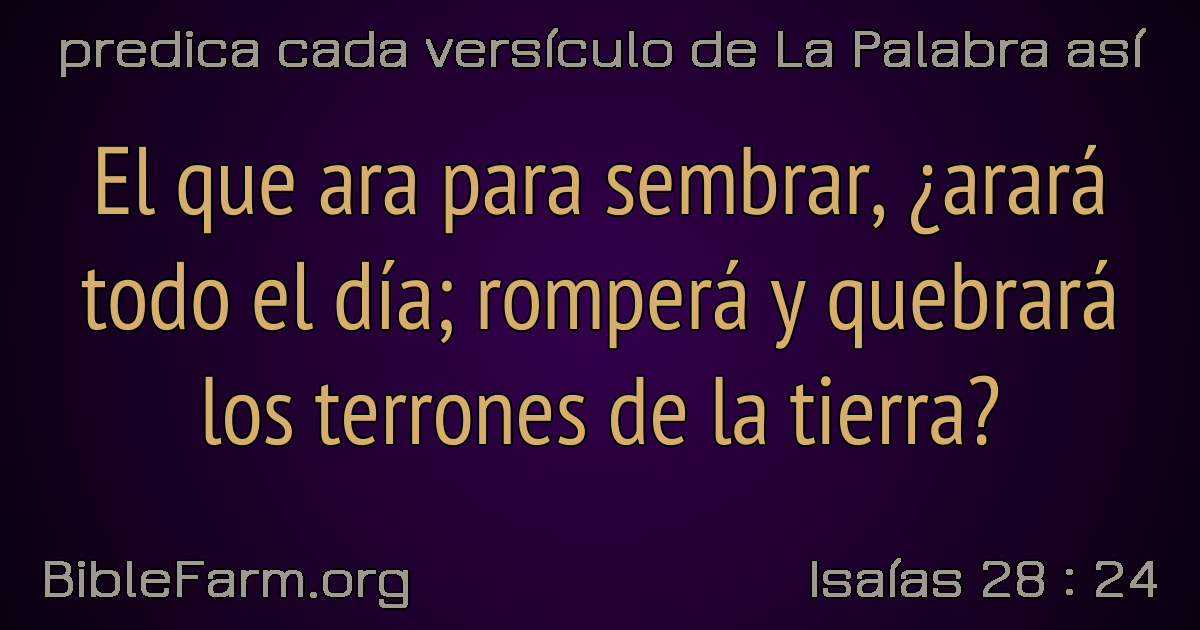 predica cada versículo de La Palabra así
El que ara para sembrar, ¿arará
todo el día; romperá y quebrará
los terrones de la tierra?
BibleFarm.org
Isaías 28 : 24